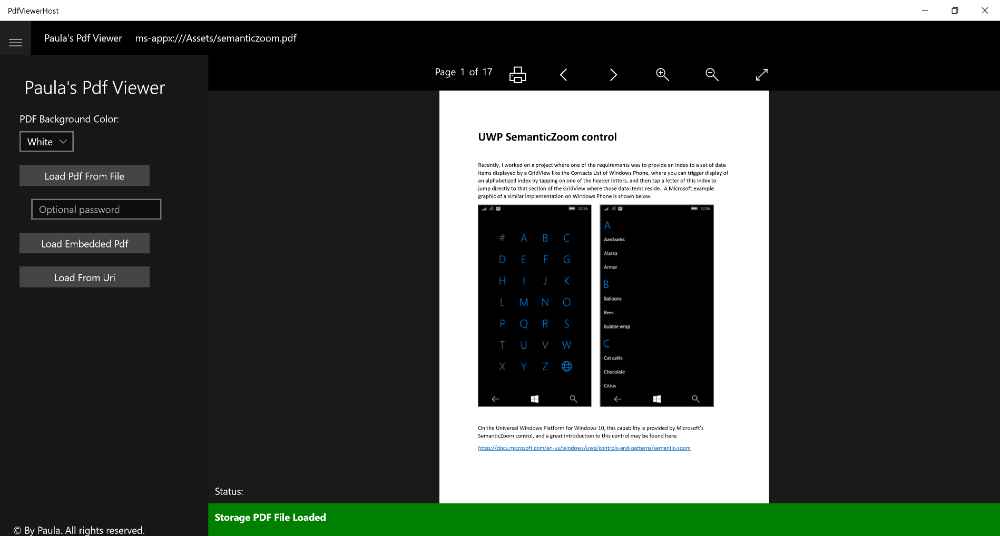 PdfViewerHost
Paula's Pdf Viewer ms-appx:///Assets/semanticzoom.pdf
Page 1 of 17
Paula's Pdf Viewer
PDF Background Color:
White
Load Pdf From File
Optional password
Load Embedded Pdf
Load From Uri
© By Paula. All rights reserved.
UWP SemanticZoom control
Recently, I worked on a project where one of the requirements was to provide an index to a set of data
items displayed by a GridView like the Contacts List of Windows Phone, where you can trigger display of
an alphabetized index by tapping on one of the header letters, and then tap a letter of this index to
jump directly to that section of the GridView where those data items reside. A Microsoft example
graphic of a similar implementation on Windows Phone is shown below:
12:56
# A B C
D E F G
H I J K
L M N O
P Q R S
T U V W
X Y Z
12:56
A
Aardvarks
Alaska
Armor
B
Balloons
Bees
Bubble wrap
C
Cat cafés
Chocolate
Citrus
On the Universal Windows Platform for Windows 10, this capability is provided by Microsoft's
SemanticZoom control, and a great introduction to this control may be found here:
https://docs.microsoft.com/en-us/windows/uwp/controls-and-patterns/semantic-zoom
Status:
Storage PDF File Loaded